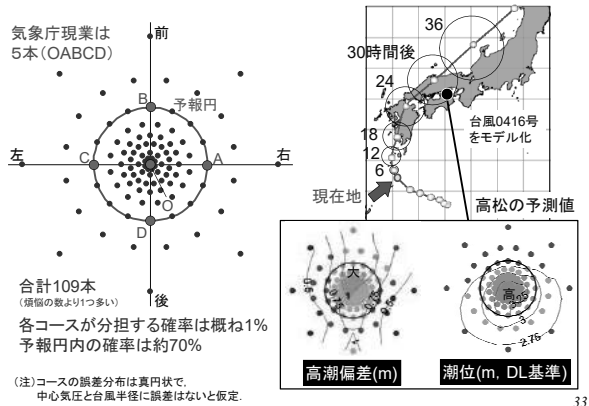 気象庁現業は
5本(OABCD)
前
B
予報円
左
C
A
右
O
D
後
合計109本
(煩悩の数より1つ多い)
各コースが分担する確率は概ね1%
予報円内の確率は約70%
(注)コースの誤差分布は真円状で,
中心気圧と台風半径に誤差はないと仮定.
36
30時間後
24
18
12
6
台風0416号
をモデル化
現在地
高松の予測値
大
高潮偏差(m)
高
3
2.75
潮位(m, DL基準)
33